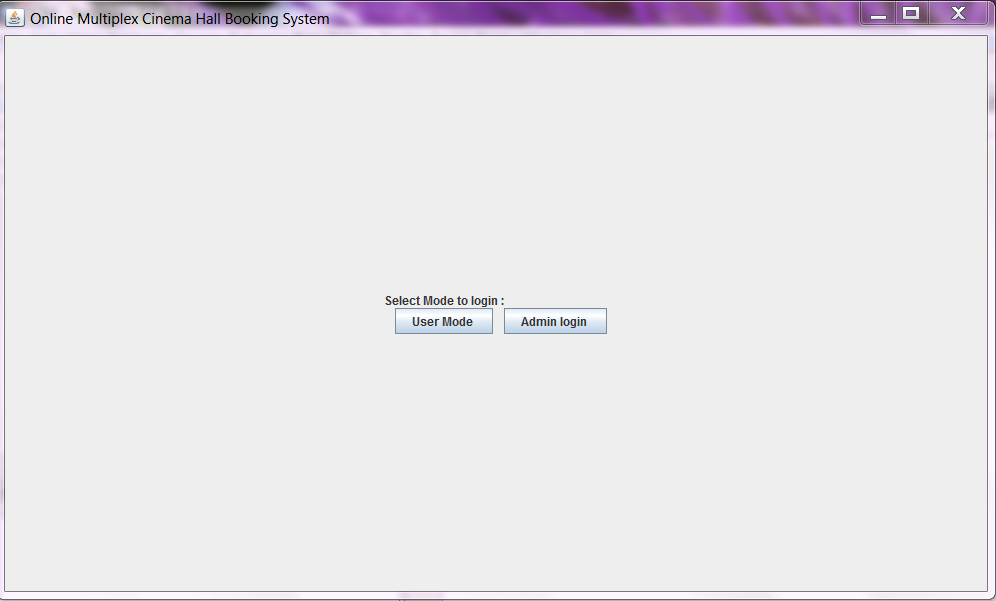 Online Multiplex Cinema Hall Booking System
Select Mode to login :
User Mode Admin login